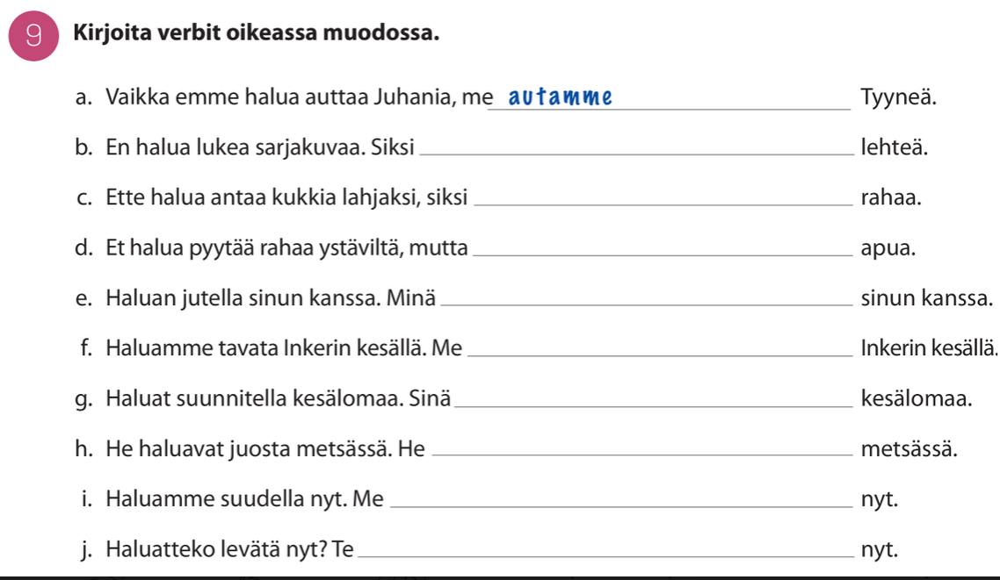 9 Kirjoita verbit oikeassa muodossa.
a. Vaikka emme halua auttaa Juhania, me autamme Tyyneä.
b. En halua lukea sarjakuvaa. Siksi lehteä.
c. Ette halua antaa kukkia lahjaksi, siksi rahaa.
d. Et halua pyytää rahaa ystäviltä, mutta apua.
e. Haluan jutella sinun kanssa. Minä sinun kanssa.
f. Haluamme tavata Inkerin kesällä. Me Inkerin kesällä.
g. Haluat suunnitella kesälomaa. Sinä kesälomaa.
h. He haluavat juosta metsässä. He metsässä.
i. Haluamme suudella nyt. Me nyt.
j. Haluatteko levätä nyt? Te nyt.